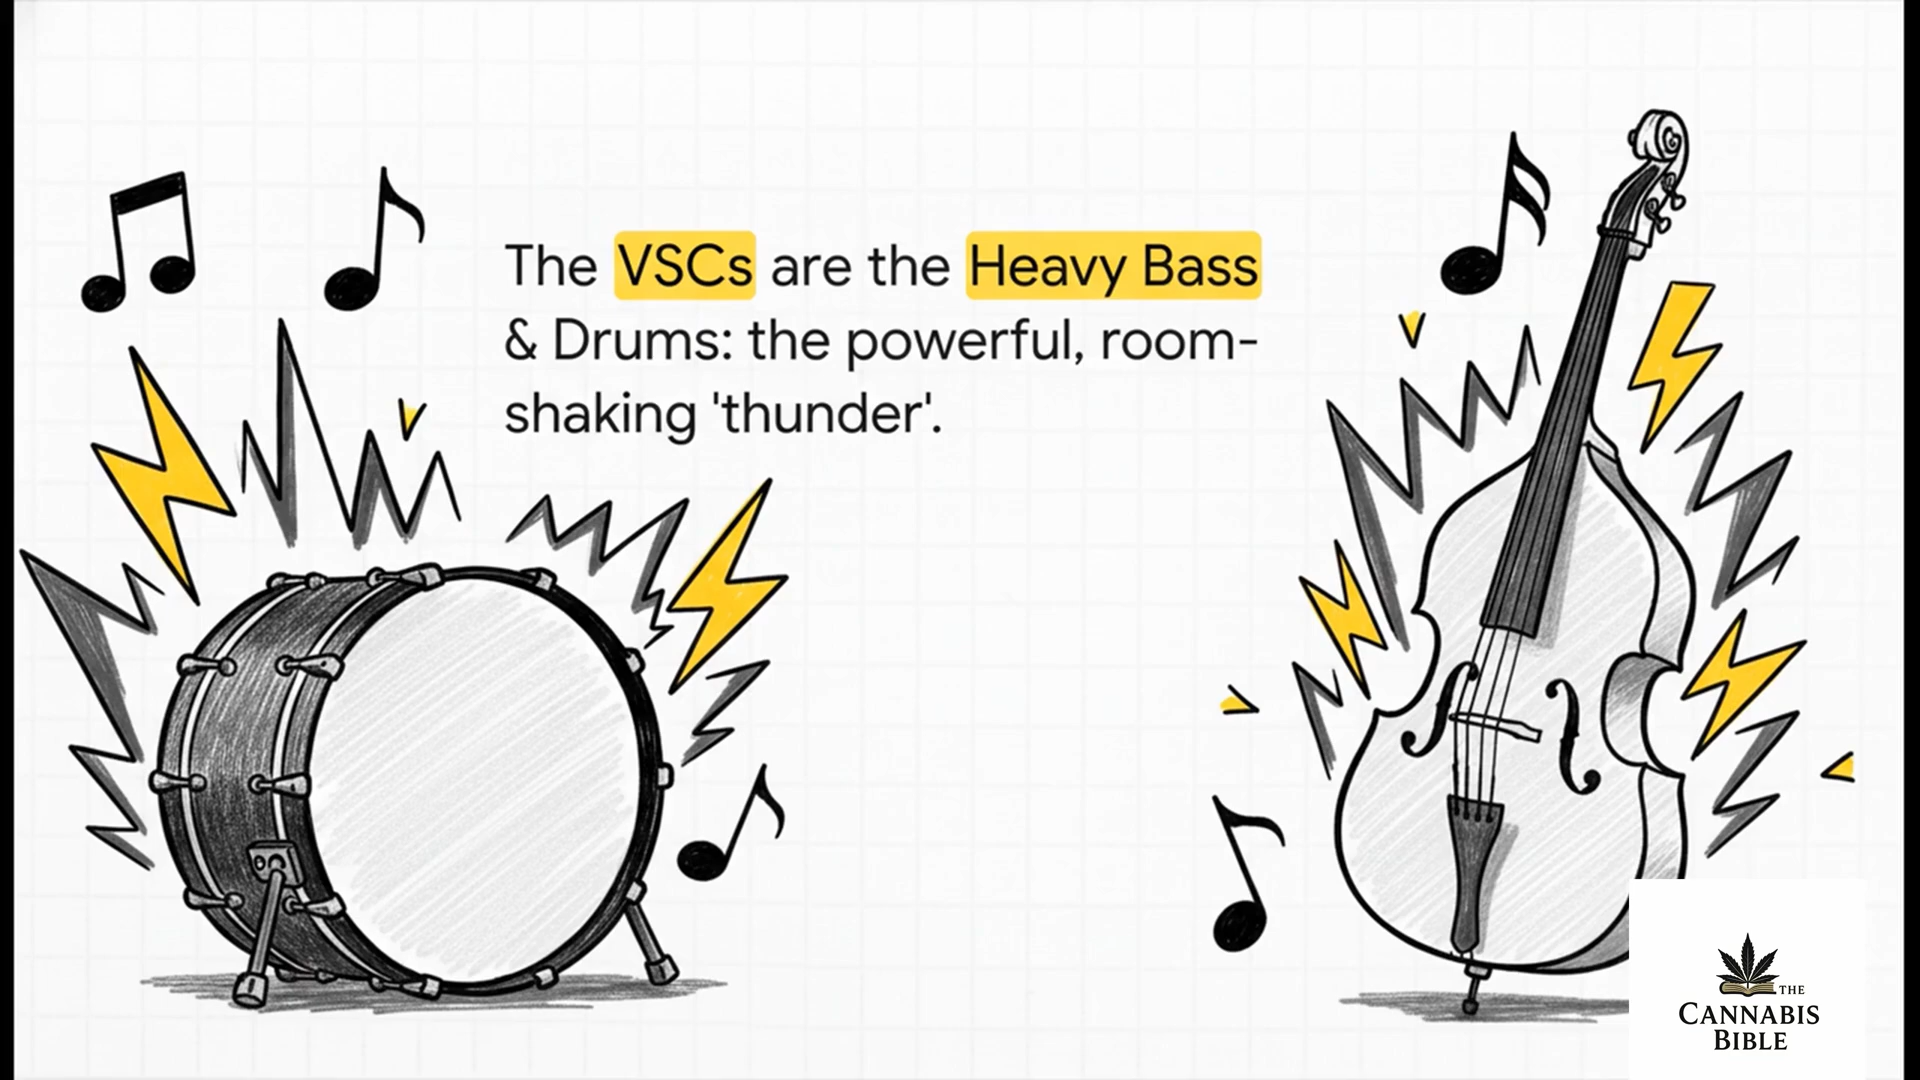 The VSCs are the Heavy Bass
& Drums: the powerful, room-
shaking 'thunder'.
THE
CANNABIS
BIBLE